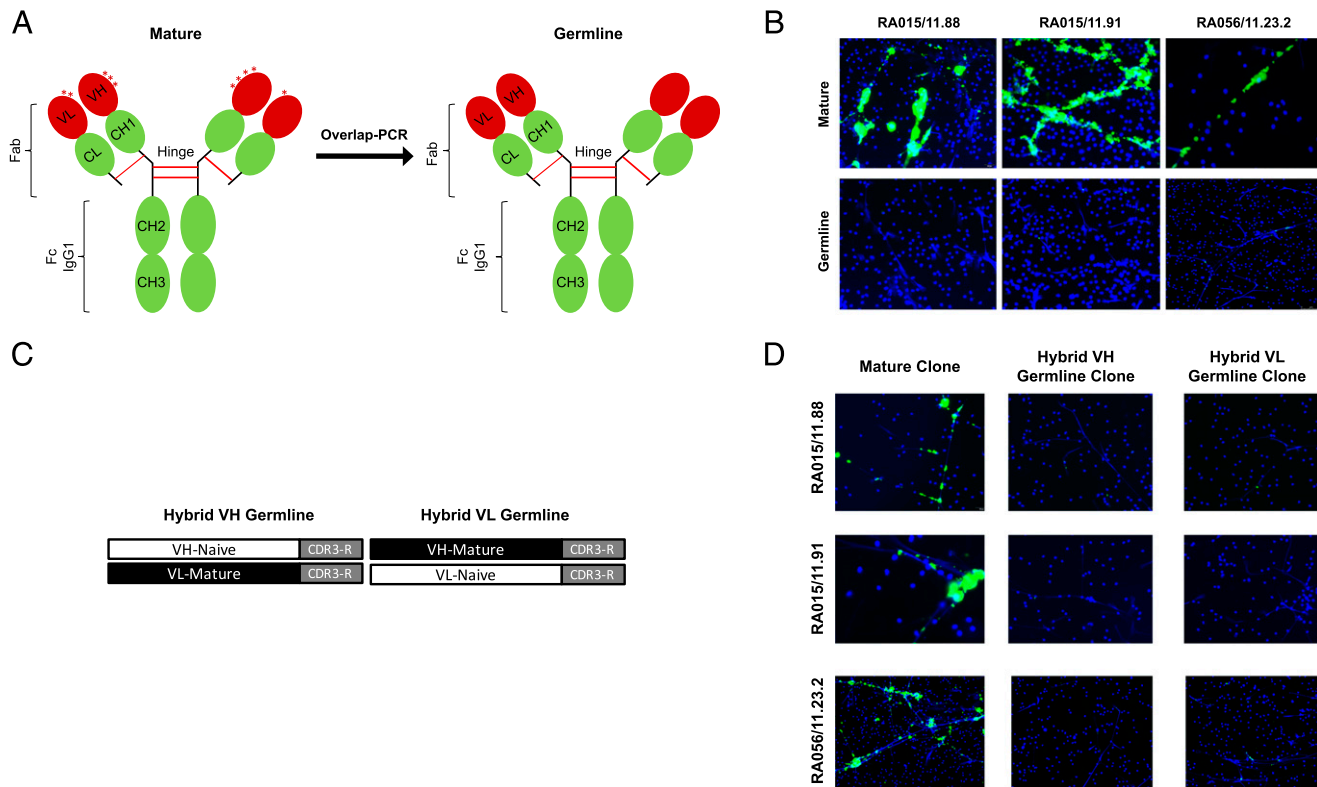 A
Mature
Germline
* * * * *
* * * *
*
VL
VH
CL
CH1
Hinge
Fab
Fc
IgG1
CH2
CH3
Overlap-PCR
VL
VH
CL
CH1
Hinge
Fab
Fc
IgG1
CH2
CH3
B
RA015/11.88
RA015/11.91
RA056/11.23.2
Mature
Germline
C
Hybrid VH Germline
VH-Naive CDR3-R
VL-Mature CDR3-R
Hybrid VL Germline
VH-Mature CDR3-R
VL-Naive CDR3-R
D
Mature Clone
Hybrid VH
Germline Clone
Hybrid VL
Germline Clone
RA015/11.88
RA015/11.91
RA056/11.23.2